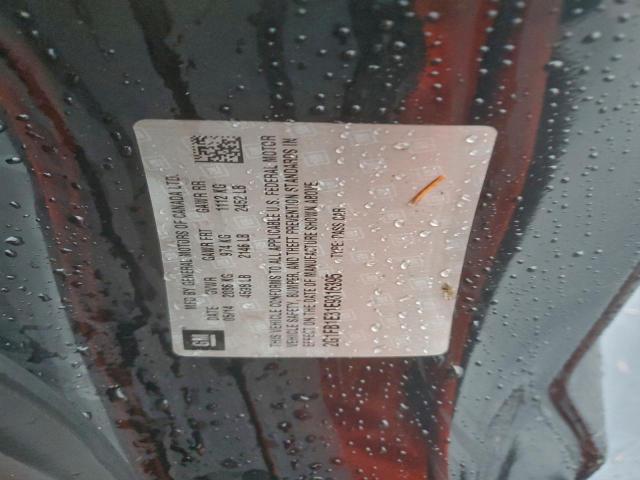 GM
MFD BY GENERAL MOTORS OF CANADA LTD.
DATE GVWR GAWR FRT GAWR RR
05/14 2086 KG 974 KG 1112 KG
4599 LB 2146 LB 2452 LB
THIS VEHICLE CONFORMS TO ALL APPLICABLE U.S. FEDERAL MOTOR
VEHICLE SAFETY, BUMPER, AND THEFT PREVENTION STANDARDS IN
EFFECT ON THE DATE OF MANUFACTURE SHOWN ABOVE.
TYPE: PASS CAR